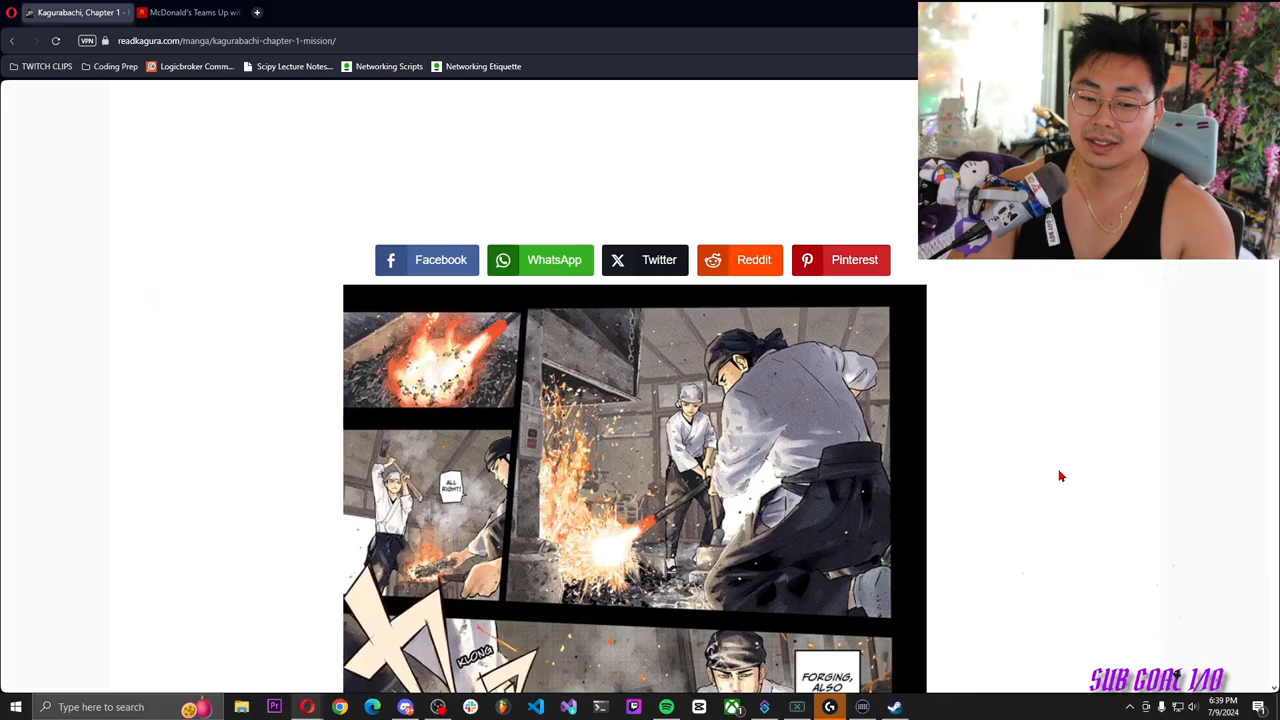 Kagurabachi, Chapter 1 - I
McDonald's Teams Up wit
VPN
readkagura.com/manga/kagurabachi-chapter-1-mission/
TWITCH CLIPS
Coding Prep
Logicbroker Comm...
Scipy Lecture Notes...
Networking Scripts
Networking Etiquette
Facebook
WhatsApp
Twitter
Reddit
Pinterest
ALL
RIGHT!
KLONG
FORGING,
ALSO
SUB GOAL 1/10
Type here to search
6:39 PM
7/9/2024